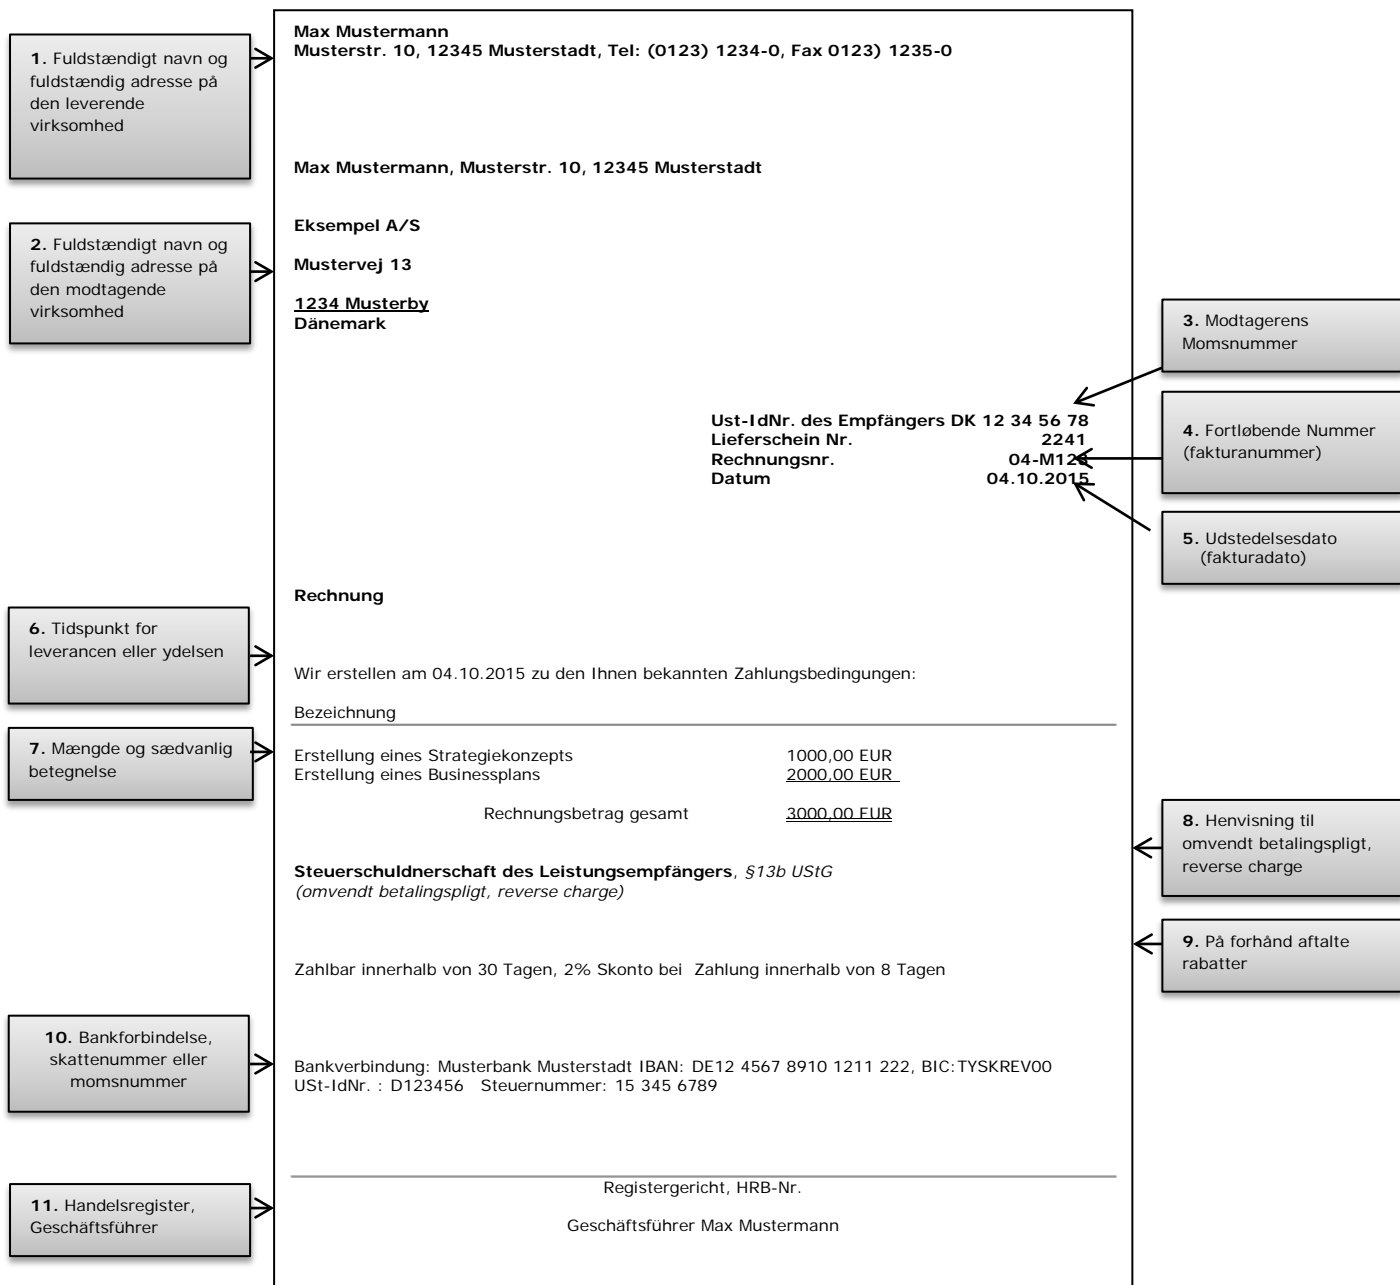 Max Mustermann
Musterstr. 10, 12345 Musterstadt, Tel: (0123) 1234-0, Fax 0123) 1235-0
1. Fuldstændigt navn og
fuldstændig adresse på
den leverende
virksomhed
Max Mustermann, Musterstr. 10, 12345 Musterstadt
Eksempel A/S
2. Fuldstændigt navn og
fuldstændig adresse på
den modtagende
virksomhed
Mustervej 13
1234 Musterby
Dänemark
3. Modtagerens
Momsnummer
Ust-IdNr. des Empfängers DK 12 34 56 78
Lieferschein Nr. 2241
Rechnungsnr.
Datum 04.10.2015
4. Fortløbende Nummer
(fakturanummer)
5. Udstedelsesdato
(fakturadato)
Rechnung
6. Tidspunkt for
leverancen eller ydelsen
Wir erstellen am 04.10.2015 zu den Ihnen bekannten Zahlungsbedingungen:
Bezeichnung
7. Mængde og sædvanlig
betegnelse
Erstellung eines Strategiekonzepts 1000,00 EUR
Erstellung eines Businessplans 2000,00 EUR
Rechnungsbetrag gesamt 3000,00 EUR
8. Henvisning til
omvendt betalingspligt,
reverse charge
Steuerschuldnerschaft des Leistungsempfängers, §13b UStG
(omvendt betalingspligt, reverse charge)
9. På forhånd aftalte
rabatter
Zahlbar innerhalb von 30 Tagen, 2% Skonto bei Zahlung innerhalb von 8 Tagen
10. Bankforbindelse,
skattenummer eller
momsnummer
Bankverbindung: Musterbank Musterstadt IBAN: DE12 4567 8910 1211 222, BIC:TYSKREV00
USt-IdNr. : D123456 Steuernummer: 15 345 6789
11. Handelsregister,
Geschäftsführer
Registergericht, HRB-Nr.
Geschäftsführer Max Mustermann